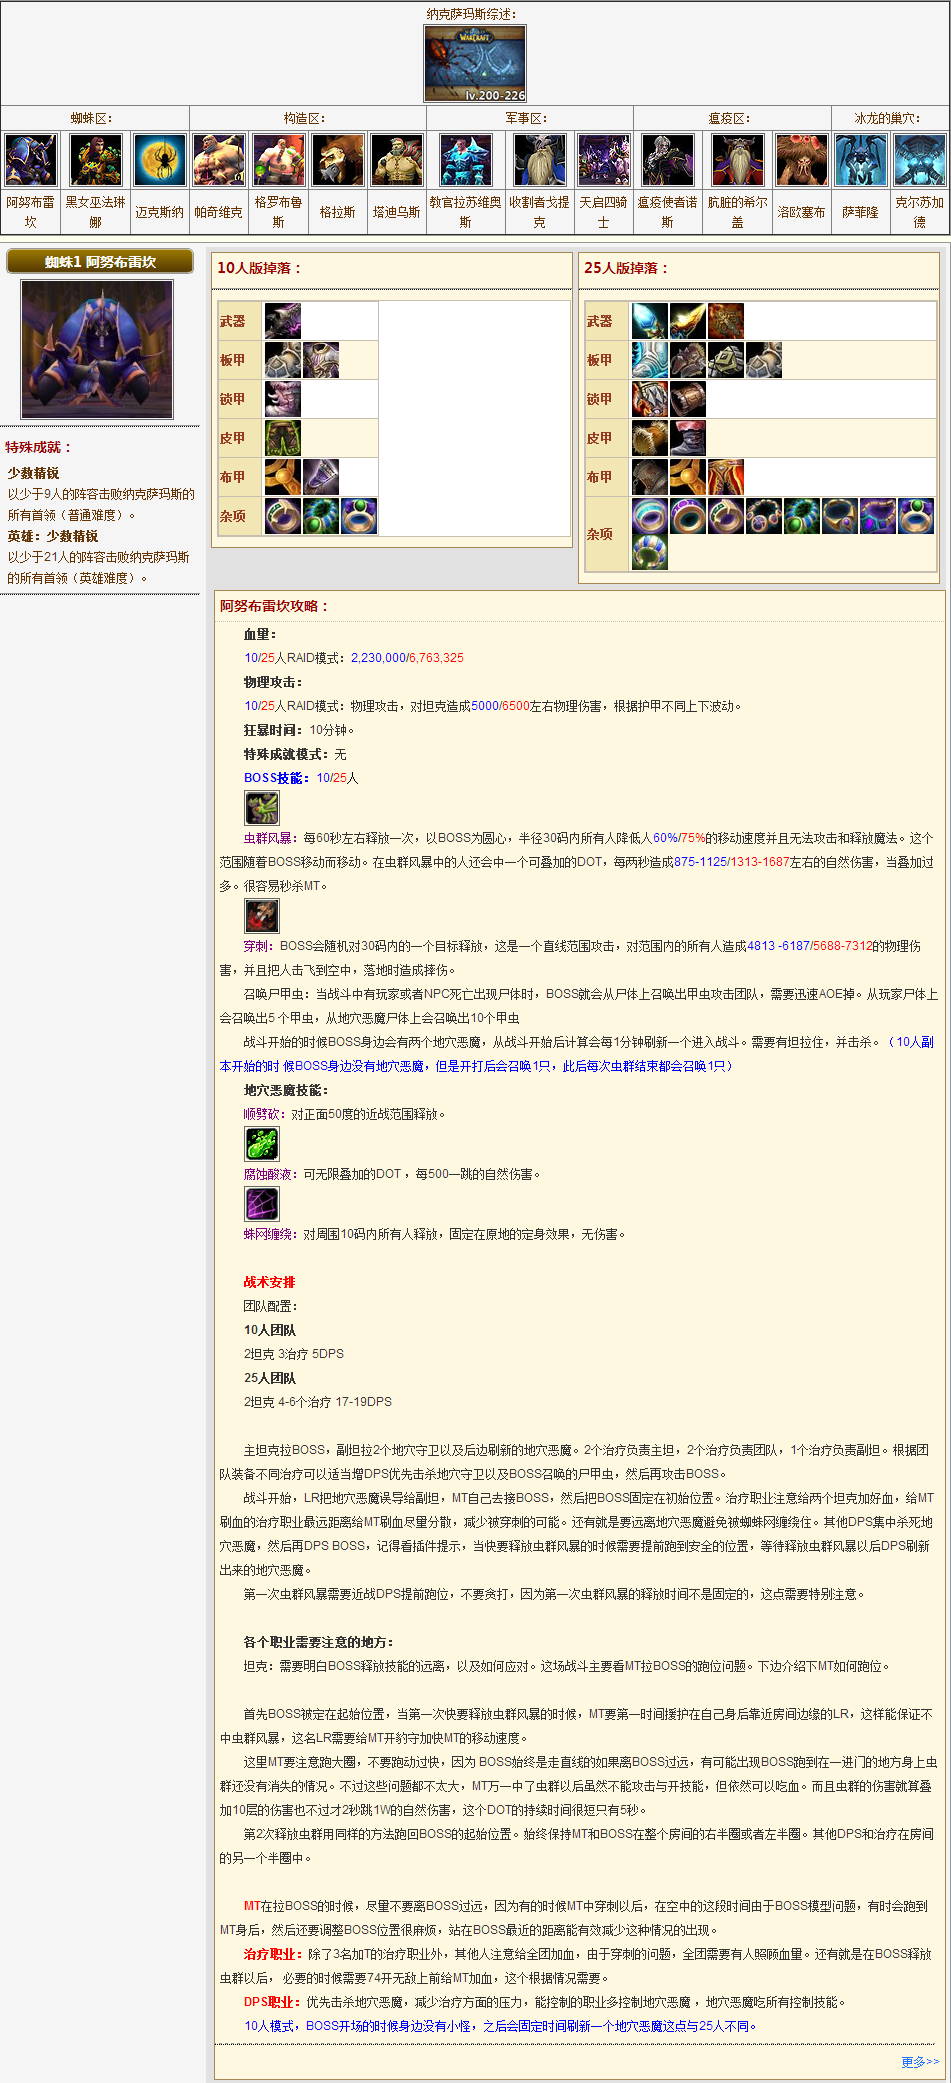 纳克萨玛斯综述：
WARCRAFT
lv.200-226
蜘蛛区： 构造区： 军事区： 瘟疫区： 冰龙的巢穴：
阿努布雷坎 黑女巫法琳娜 迈克斯纳 帕奇维克 格罗布鲁斯 格拉斯 塔迪乌斯 教官拉苏维奥斯 收割者戈提克 天启四骑士 瘟疫使者诺斯 肮脏的希尔盖 洛欧塞布 萨菲隆 克尔苏加德
蜘蛛1 阿努布雷坎
特殊成就：
少数精锐
以少于9人的阵容击败纳克萨玛斯的
所有首领（普通难度）。
英雄：少数精锐
以少于21人的阵容击败纳克萨玛斯
的所有首领（英雄难度）。
10人版掉落：
武器
板甲
锁甲
皮甲
布甲
杂项
25人版掉落：
武器
板甲
锁甲
皮甲
布甲
杂项
阿努布雷坎攻略：
血量：
10/25人RAID模式：2,230,000/6,763,325
物理攻击：
10/25人RAID模式：物理攻击，对坦克造成5000/6500左右物理伤害，根据护甲不同上下波动。
狂暴时间：10分钟。
特殊成就模式：无
BOSS技能：10/25人
虫群风暴：每60秒左右释放一次，以BOSS为圆心，半径30码内所有人降低人60%/75%的移动速度并且无法攻击和释放魔法。这个
范围随着BOSS移动而移动。在虫群风暴中的人还会中一个可叠加的DOT，每两秒造成875-1125/1313-1687左右的自然伤害，当叠加过
多。很容易秒杀MT。
穿刺：BOSS会随机对30码内的一个目标释放，这是一个直线范围攻击，对范围内的所有人造成4813 -6187/5688-7312的物理伤
害，并且把人击飞到空中，落地时造成摔伤。
召唤尸甲虫：当战斗中有玩家或者NPC死亡出现尸体时，BOSS就会从尸体上召唤出甲虫攻击团队，需要迅速AOE掉。从玩家尸体上
会召唤出5 个甲虫，从地穴恶魔尸体上会召唤出10个甲虫
战斗开始的时候BOSS身边会有两个地穴恶魔，从战斗开始后计算会每1分钟刷新一个进入战斗。需要有坦拉住，并击杀。（10人副
本开始的时 候BOSS身边没有地穴恶魔，但是开打后会召唤1只，此后每次虫群结束都会召唤1只）
地穴恶魔技能：
顺劈砍：对正面50度的近战范围释放。
腐蚀酸液：可无限叠加的DOT ，每500一跳的自然伤害。
蛛网缠绕：对周围10码内所有人释放，固定在原地的定身效果，无伤害。
战术安排
团队配置：
10人团队
2坦克 3治疗 5DPS
25人团队
2坦克 4-6个治疗 17-19DPS
主坦克拉BOSS，副坦拉2个地穴守卫以及后边刷新的地穴恶魔。2个治疗负责主坦，2个治疗负责团队，1个治疗负责副坦。根据团
队装备不同治疗可以适当增DPS优先击杀地穴守卫以及BOSS召唤的尸甲虫，然后再攻击BOSS。
战斗开始，LR把地穴恶魔误导给副坦，MT自己去接BOSS，然后把BOSS固定在初始位置。治疗职业注意给两个坦克加好血，给MT
刷血的治疗职业最远距离给MT刷血尽量分散，减少被穿刺的可能。还有就是要远离地穴恶魔避免被蜘蛛网缠绕住。其他DPS集中杀死地
穴恶魔，然后再DPS BOSS，记得看插件提示，当快要释放虫群风暴的时候需要提前跑到安全的位置，等待释放虫群风暴以后DPS刷新
出来的地穴恶魔。
第一次虫群风暴需要近战DPS提前跑位，不要贪打，因为第一次虫群风暴的释放时间不是固定的，这点需要特别注意。
各个职业需要注意的地方：
坦克：需要明白BOSS释放技能的远离，以及如何应对。这场战斗主要看MT拉BOSS的跑位问题。下边介绍下MT如何跑位。
首先BOSS被定在起始位置，当第一次快要释放虫群风暴的时候，MT要第一时间援护在自己身后靠近房间边缘的LR，这样能保证不
中虫群风暴，这名LR需要给MT开豹守加快MT的移动速度。
这里MT要注意跑大圈，不要跑动过快，因为 BOSS始终是走直线的如果离BOSS过远，有可能出现BOSS跑到在一进门的地方身上虫
群还没有消失的情况。不过这些问题都不太大，MT万一中了虫群以后虽然不能攻击与开技能，但依然可以吃血。而且虫群的伤害就算叠
加10层的伤害也不过才2秒跳1W的自然伤害，这个DOT的持续时间很短只有5秒。
第2次释放虫群用同样的方法跑回BOSS的起始位置。始终保持MT和BOSS在整个房间的右半圈或者左半圈。其他DPS和治疗在房间
的另一个半圈中。
MT在拉BOSS的时候，尽量不要离BOSS过远，因为有的时候MT中穿刺以后，在空中的这段时间由于BOSS模型问题，有时会跑到
MT身后，然后还要调整BOSS位置很麻烦，站在BOSS最近的距离能有效减少这种情况的出现。
治疗职业：除了3名加T的治疗职业外，其他人注意给全团加血，由于穿刺的问题，全团需要有人照顾血量。还有就是在BOSS释放
虫群以后， 必要的时候需要74开无敌上前给MT加血，这个根据情况需要。
DPS职业：优先击杀地穴恶魔，减少治疗方面的压力，能控制的职业多控制地穴恶魔 ，地穴恶魔吃所有控制技能。
10人模式，BOSS开场的时候身边没有小怪，之后会固定时间刷新一个地穴恶魔这点与25人不同。
更多>>